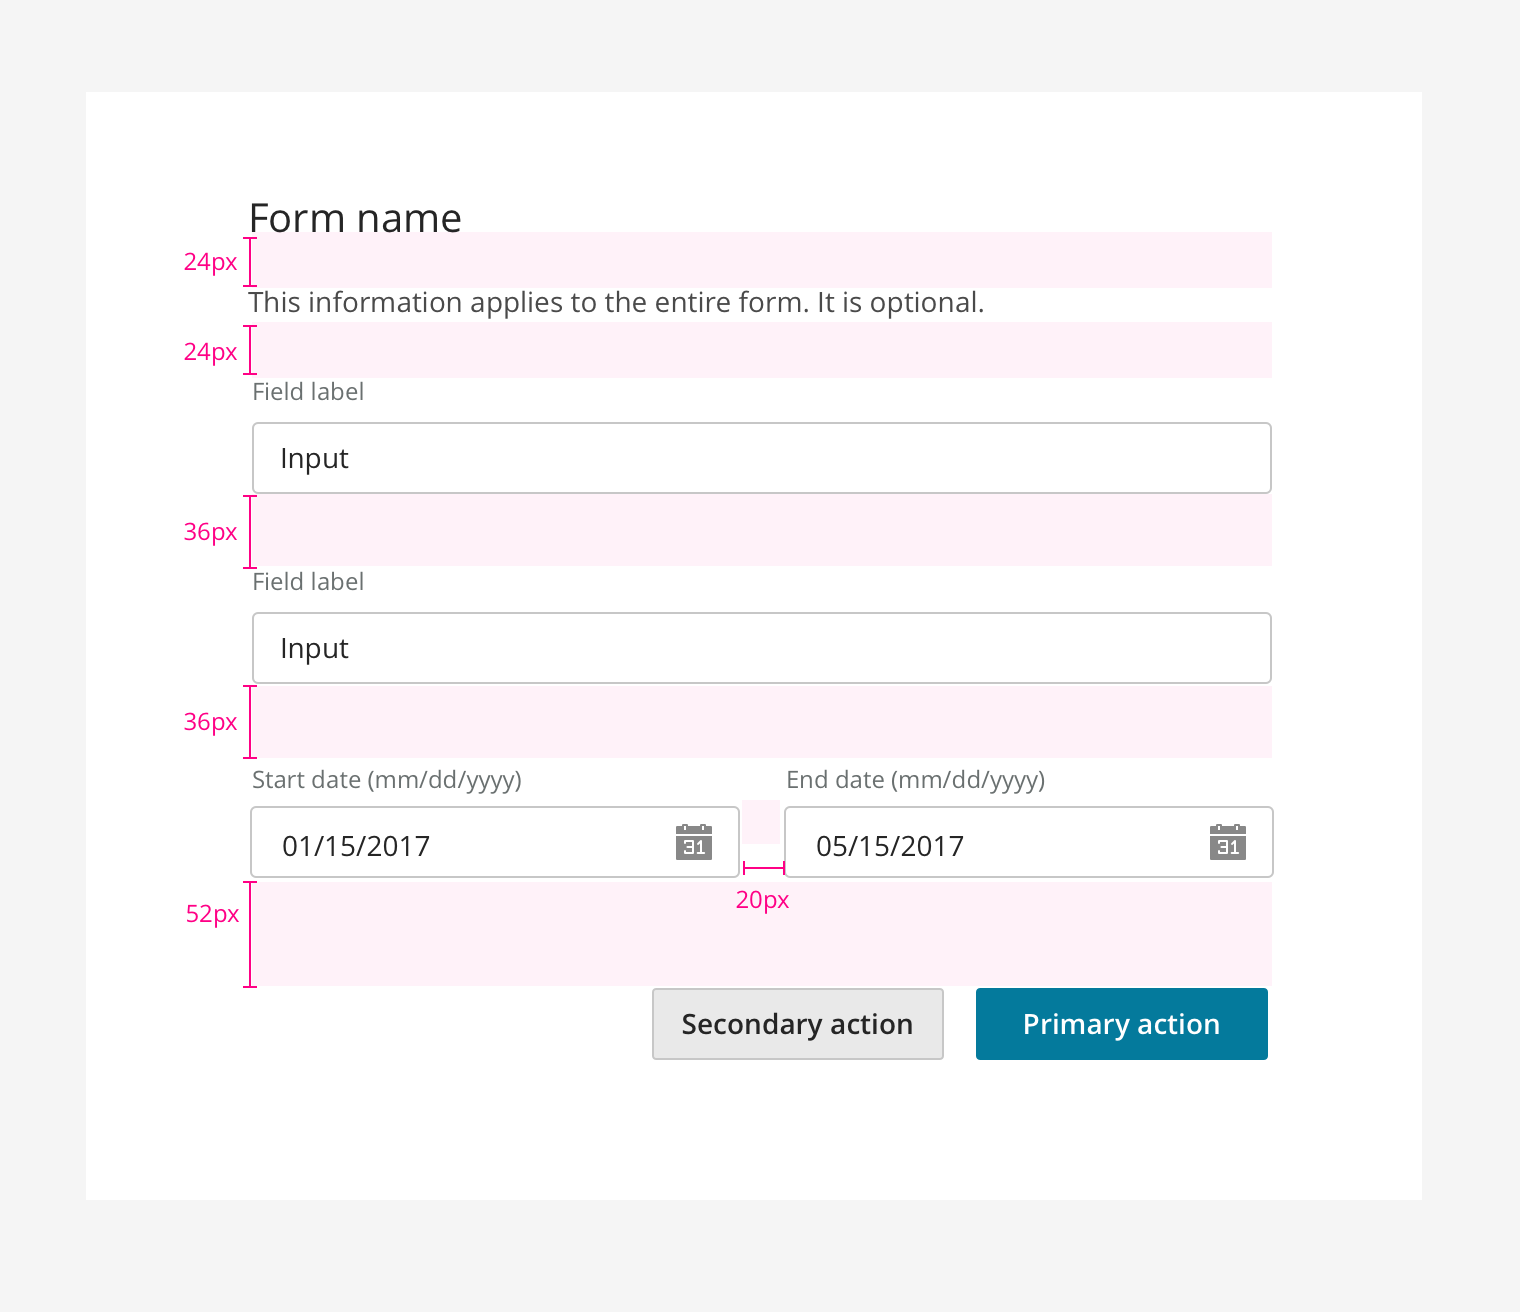 Form name
24px
This information applies to the entire form. It is optional.
24px
Field label
Input
36px
Field label
Input
36px
Start date (mm/dd/yyyy) End date (mm/dd/yyyy)
01/15/2017 31 05/15/2017 31
52px 20px
Secondary action Primary action